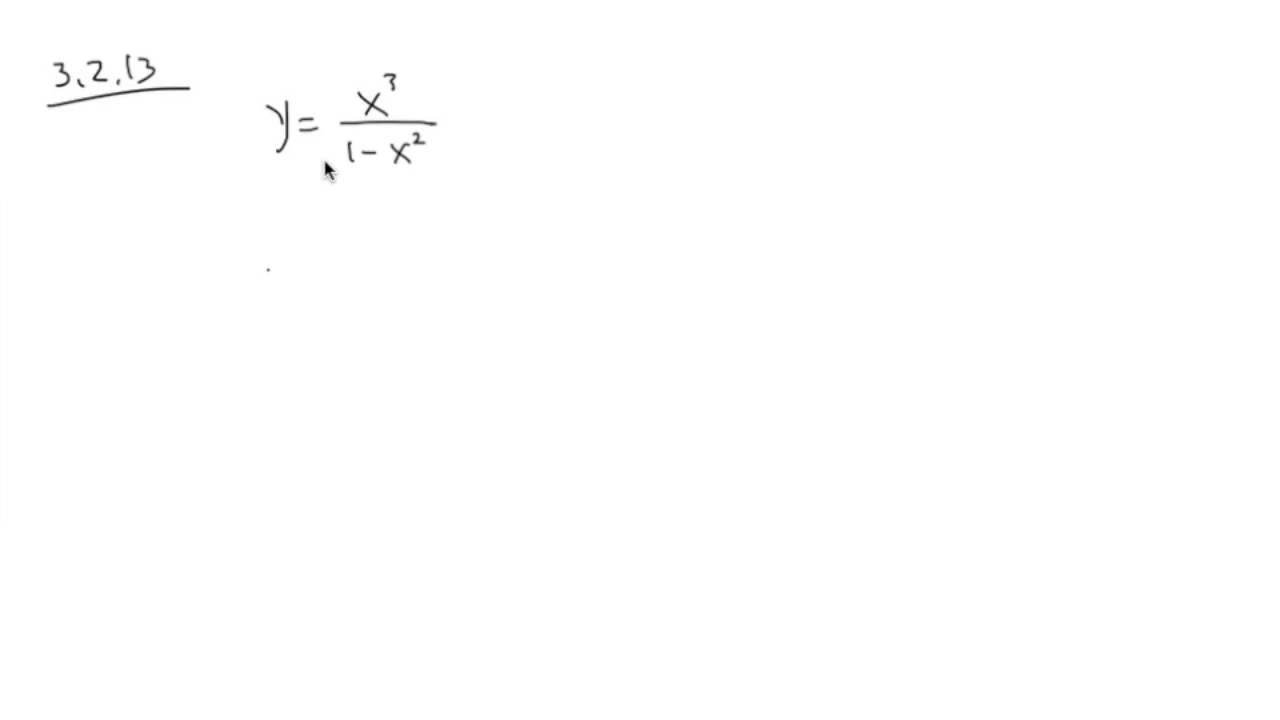 3.2.13
y = x³ / (1 - x²)